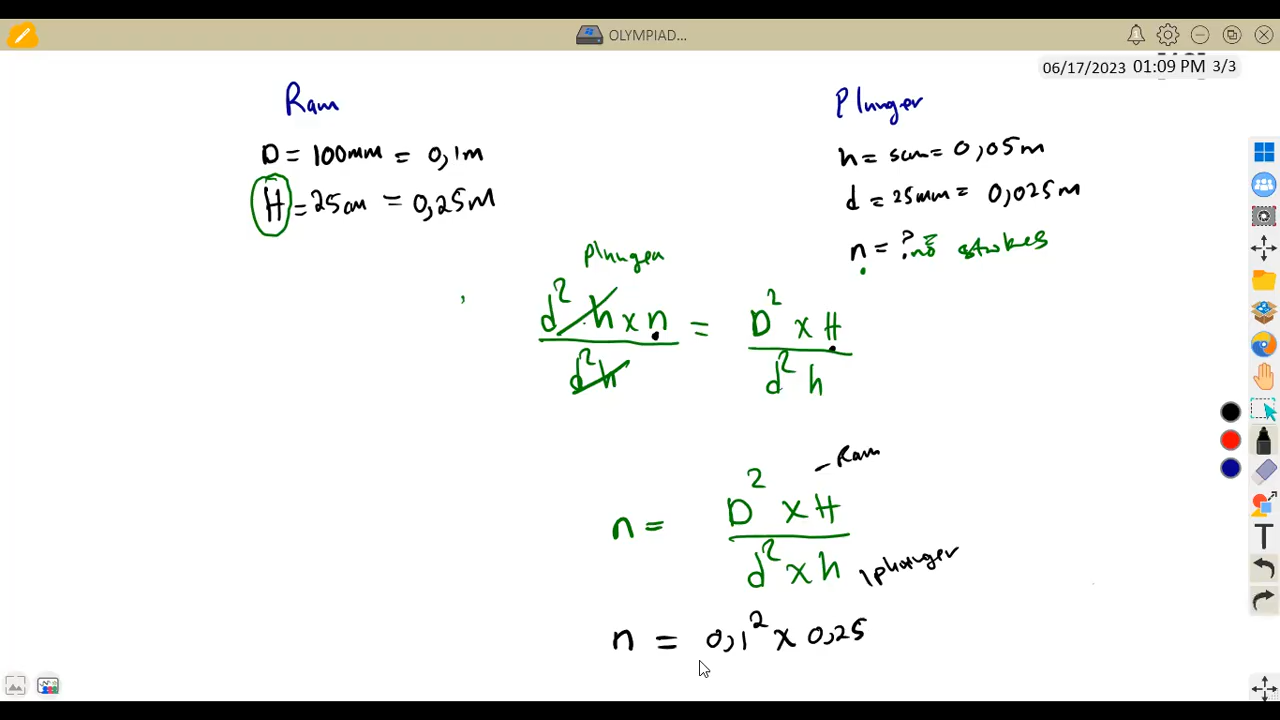 OLYMPIAD...
06/17/2023 01:09 PM 3/3
Ram
Plunger
D = 100mm = 0,1m
h = 5cm = 0,05m
H = 25cm = 0,25m
d = 25mm = 0,025m
n = ? no strokes
Plunger
d² h x n / d² h = D² x H / d² h
Ram
n = D² x H / d² x h
plunger
n = 0,1² x 0,25
T